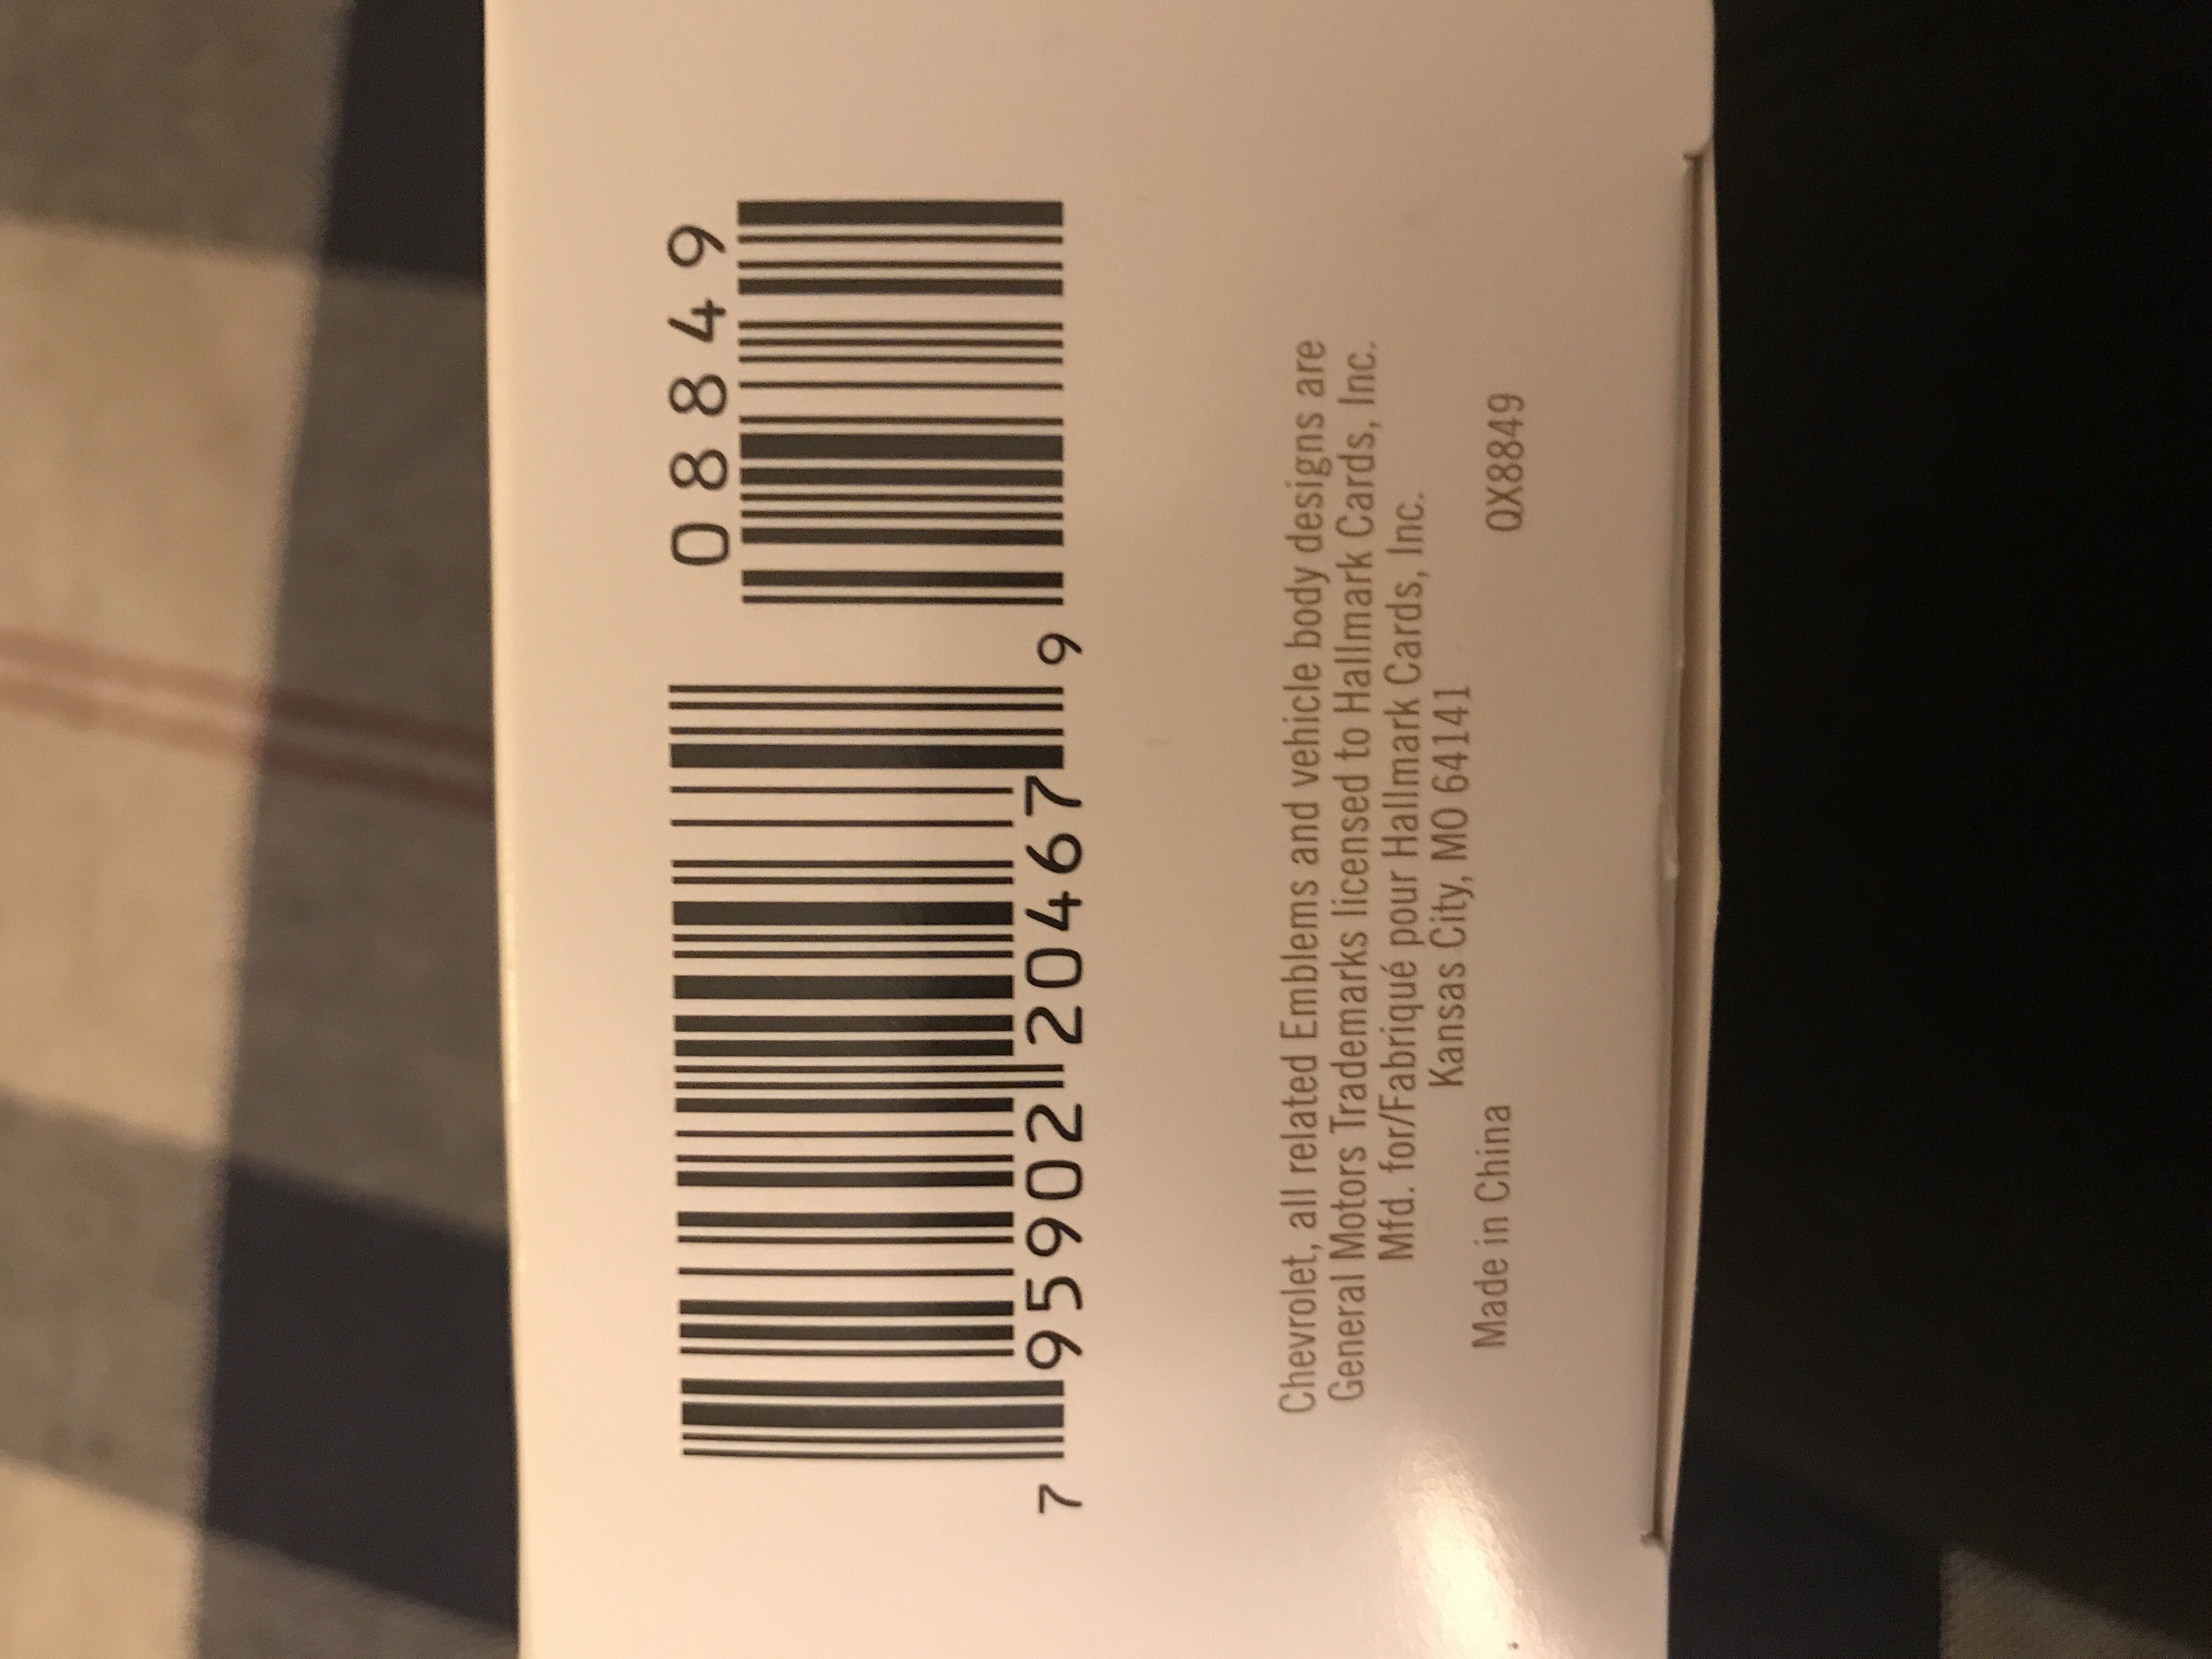 0 8 8 4 9
7 95902 20467 9
Chevrolet, all related Emblems and vehicle body designs are
General Motors Trademarks licensed to Hallmark Cards, Inc.
Mfd. for/Fabriqué pour Hallmark Cards, Inc.
Kansas City, MO 64141
Made in China QX8849